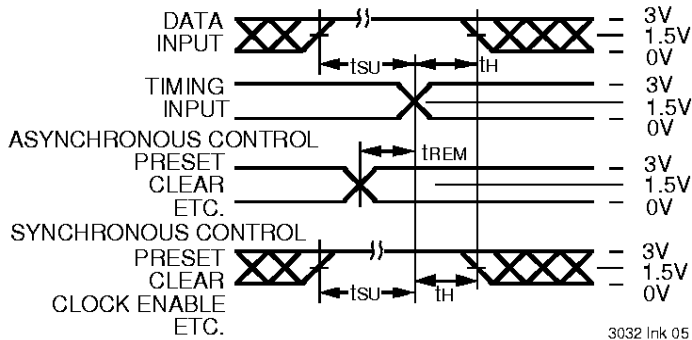 DATA
INPUT
tSU
tH
3V
1.5V
0V
TIMING
INPUT
3V
1.5V
0V
ASYNCHRONOUS CONTROL
PRESET
CLEAR
ETC.
tREM
3V
1.5V
0V
SYNCHRONOUS CONTROL
PRESET
CLEAR
CLOCK ENABLE
ETC.
tSU
tH
3V
1.5V
0V
3032 lnk 05